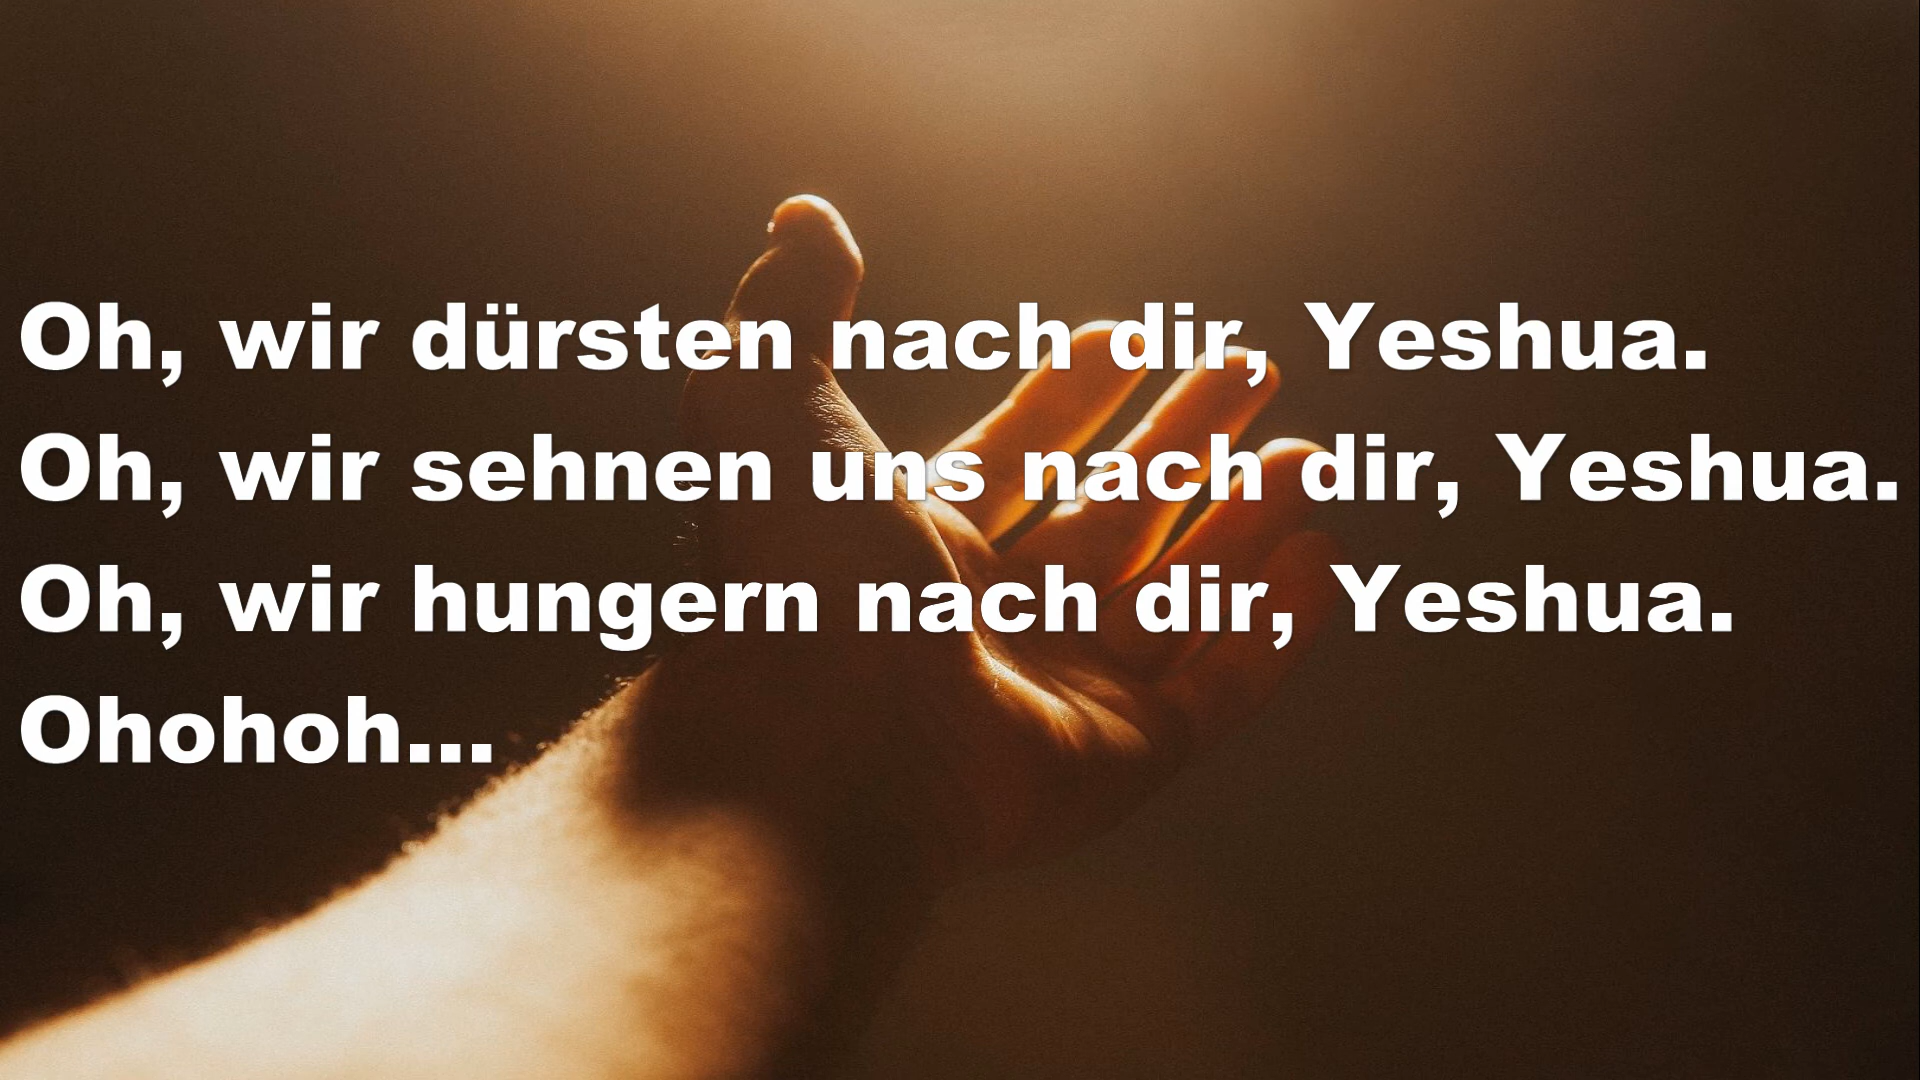 Oh, wir dürsten nach dir, Yeshua.
Oh, wir sehnen uns nach dir, Yeshua.
Oh, wir hungern nach dir, Yeshua.
Ohohoh...